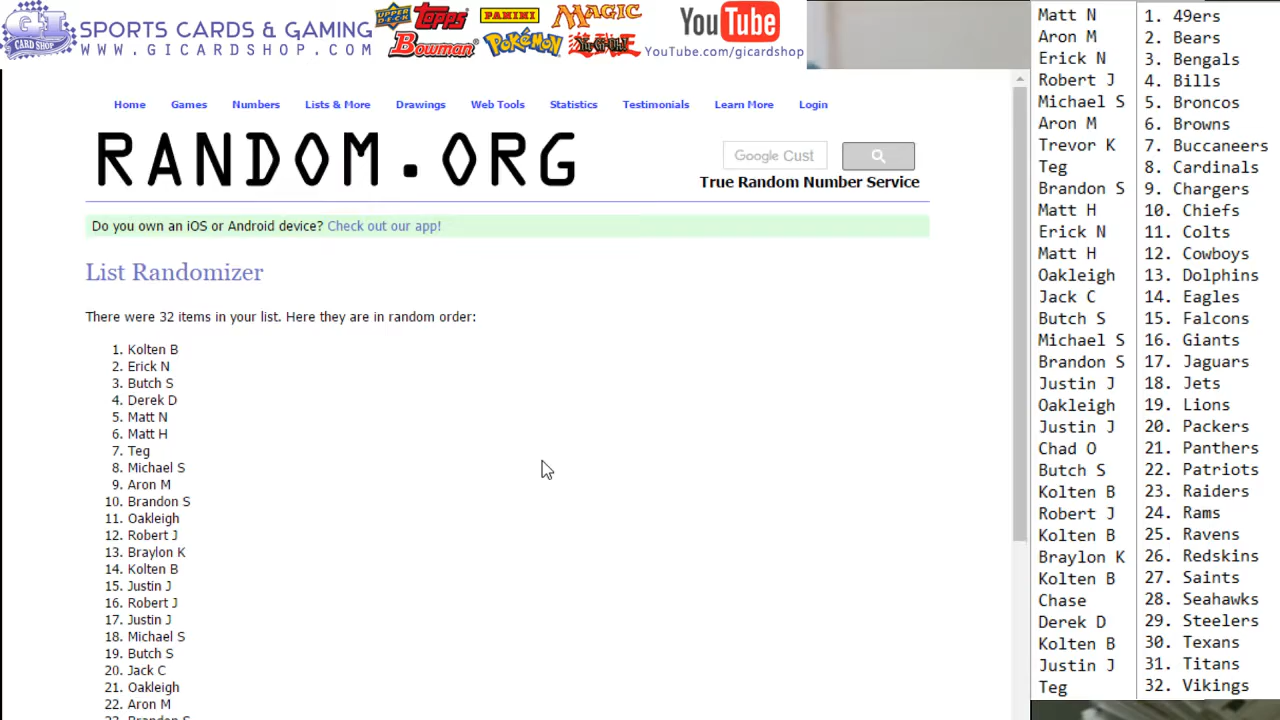 GI CARD SHOP
SPORTS CARDS & GAMING
WWW.GICARDSHOP.COM
UPPER DECK
Topps
Bowman
PANINI
Pokémon
MAGIC
Yu-Gi-Oh!
YouTube
YouTube.com/gicardshop
Home Games Numbers Lists & More Drawings Web Tools Statistics Testimonials Learn More Login
RANDOM.ORG
Google Cust
True Random Number Service
Do you own an iOS or Android device? Check out our app!
List Randomizer
There were 32 items in your list. Here they are in random order:
1. Kolten B
2. Erick N
3. Butch S
4. Derek D
5. Matt N
6. Matt H
7. Teg
8. Michael S
9. Aron M
10. Brandon S
11. Oakleigh
12. Robert J
13. Braylon K
14. Kolten B
15. Justin J
16. Robert J
17. Justin J
18. Michael S
19. Butch S
20. Jack C
21. Oakleigh
22. Aron M
23. Brandon S
Matt N 1. 49ers
Aron M 2. Bears
Erick N 3. Bengals
Robert J 4. Bills
Michael S 5. Broncos
Aron M 6. Browns
Trevor K 7. Buccaneers
Teg 8. Cardinals
Brandon S 9. Chargers
Matt H 10. Chiefs
Erick N 11. Colts
Matt H 12. Cowboys
Oakleigh 13. Dolphins
Jack C 14. Eagles
Butch S 15. Falcons
Michael S 16. Giants
Brandon S 17. Jaguars
Justin J 18. Jets
Oakleigh 19. Lions
Justin J 20. Packers
Chad O 21. Panthers
Butch S 22. Patriots
Kolten B 23. Raiders
Robert J 24. Rams
Kolten B 25. Ravens
Braylon K 26. Redskins
Kolten B 27. Saints
Chase 28. Seahawks
Derek D 29. Steelers
Kolten B 30. Texans
Justin J 31. Titans
Teg 32. Vikings